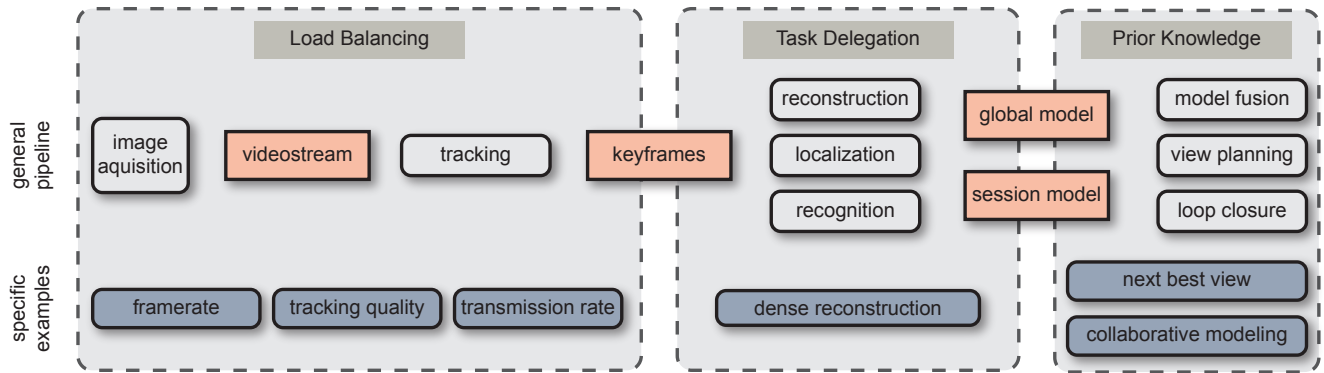 Load Balancing
Task Delegation
Prior Knowledge
general
pipeline
image
aquisition
videostream
tracking
keyframes
reconstruction
localization
recognition
global model
session model
model fusion
view planning
loop closure
specific
examples
framerate
tracking quality
transmission rate
dense reconstruction
next best view
collaborative modeling